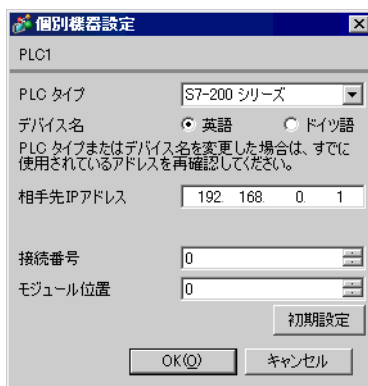 個別機器設定
PLC1
PLC タイプ S7-200 シリーズ
デバイス名 英語 ドイツ語
PLC タイプまたはデバイス名を変更した場合は、すでに
使用されているアドレスを再確認してください。
相手先IPアドレス 192. 168. 0. 1
接続番号 0
モジュール位置 0
初期設定
OK(O) キャンセル